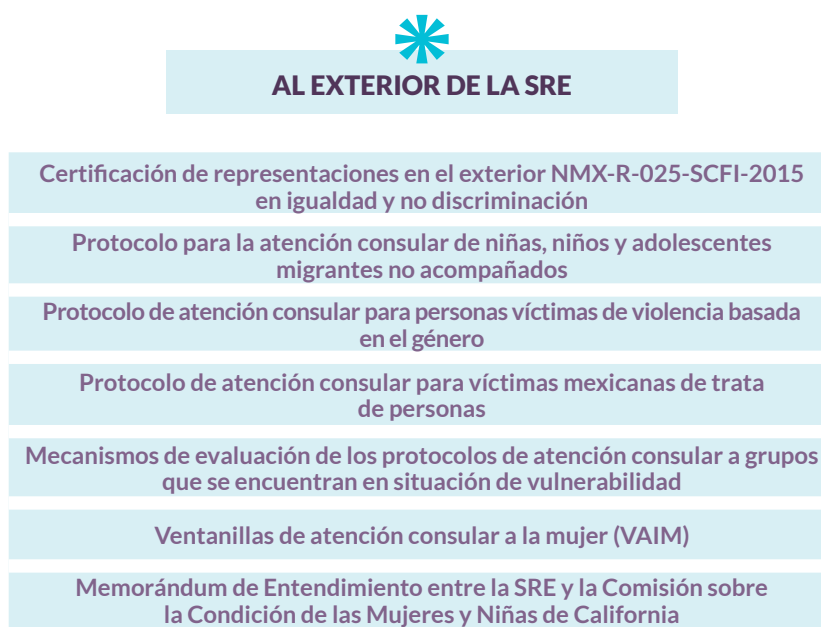 AL EXTERIOR DE LA SRE
Certificación de representaciones en el exterior NMX-R-025-SCFI-2015
en igualdad y no discriminación
Protocolo para la atención consular de niñas, niños y adolescentes
migrantes no acompañados
Protocolo de atención consular para personas víctimas de violencia basada
en el género
Protocolo de atención consular para víctimas mexicanas de trata
de personas
Mecanismos de evaluación de los protocolos de atención consular a grupos
que se encuentran en situación de vulnerabilidad
Ventanillas de atención consular a la mujer (VAIM)
Memorándum de Entendimiento entre la SRE y la Comisión sobre
la Condición de las Mujeres y Niñas de California